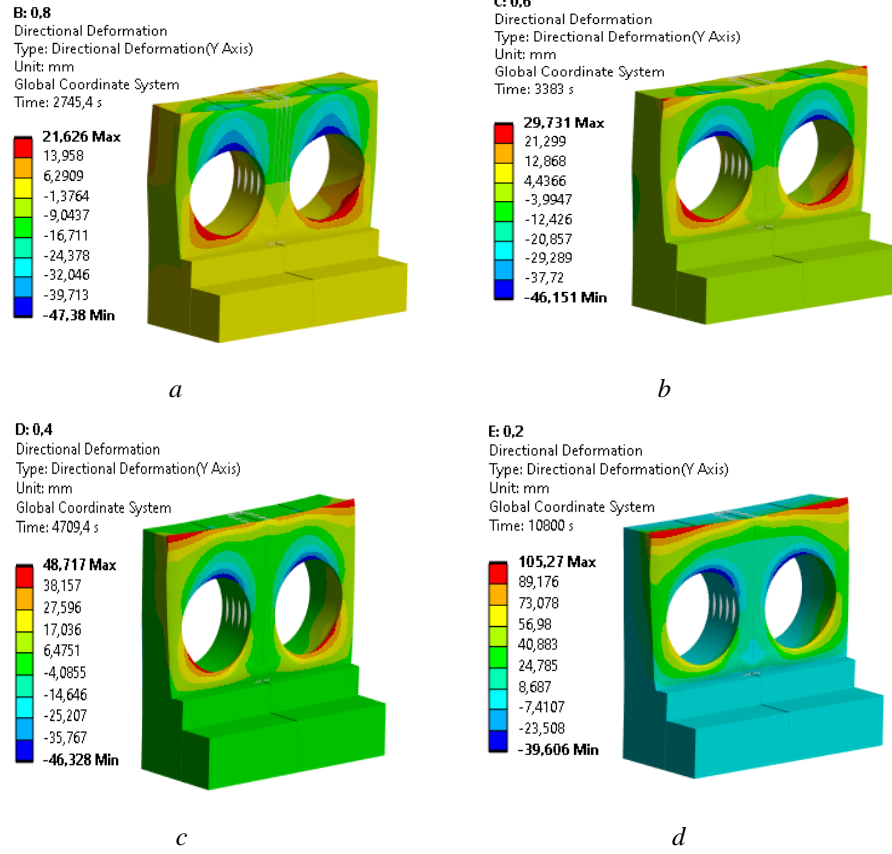 B: 0,8
Directional Deformation
Type: Directional Deformation(Y Axis)
Unit: mm
Global Coordinate System
Time: 2745,4 s
21,626 Max
13,958
6,2909
-1,3764
-9,0437
-16,711
-24,378
-32,046
-39,713
-47,38 Min
a
C: 0,6
Directional Deformation
Type: Directional Deformation(Y Axis)
Unit: mm
Global Coordinate System
Time: 3383 s
29,731 Max
21,299
12,868
4,4366
-3,9947
-12,426
-20,857
-29,289
-37,72
-46,151 Min
b
D: 0,4
Directional Deformation
Type: Directional Deformation(Y Axis)
Unit: mm
Global Coordinate System
Time: 4709,4 s
48,717 Max
38,157
27,596
17,036
6,4751
-4,0855
-14,646
-25,207
-35,767
-46,328 Min
c
E: 0,2
Directional Deformation
Type: Directional Deformation(Y Axis)
Unit: mm
Global Coordinate System
Time: 10800 s
105,27 Max
89,176
73,078
56,98
40,883
24,785
8,687
-7,4107
-23,508
-39,606 Min
d